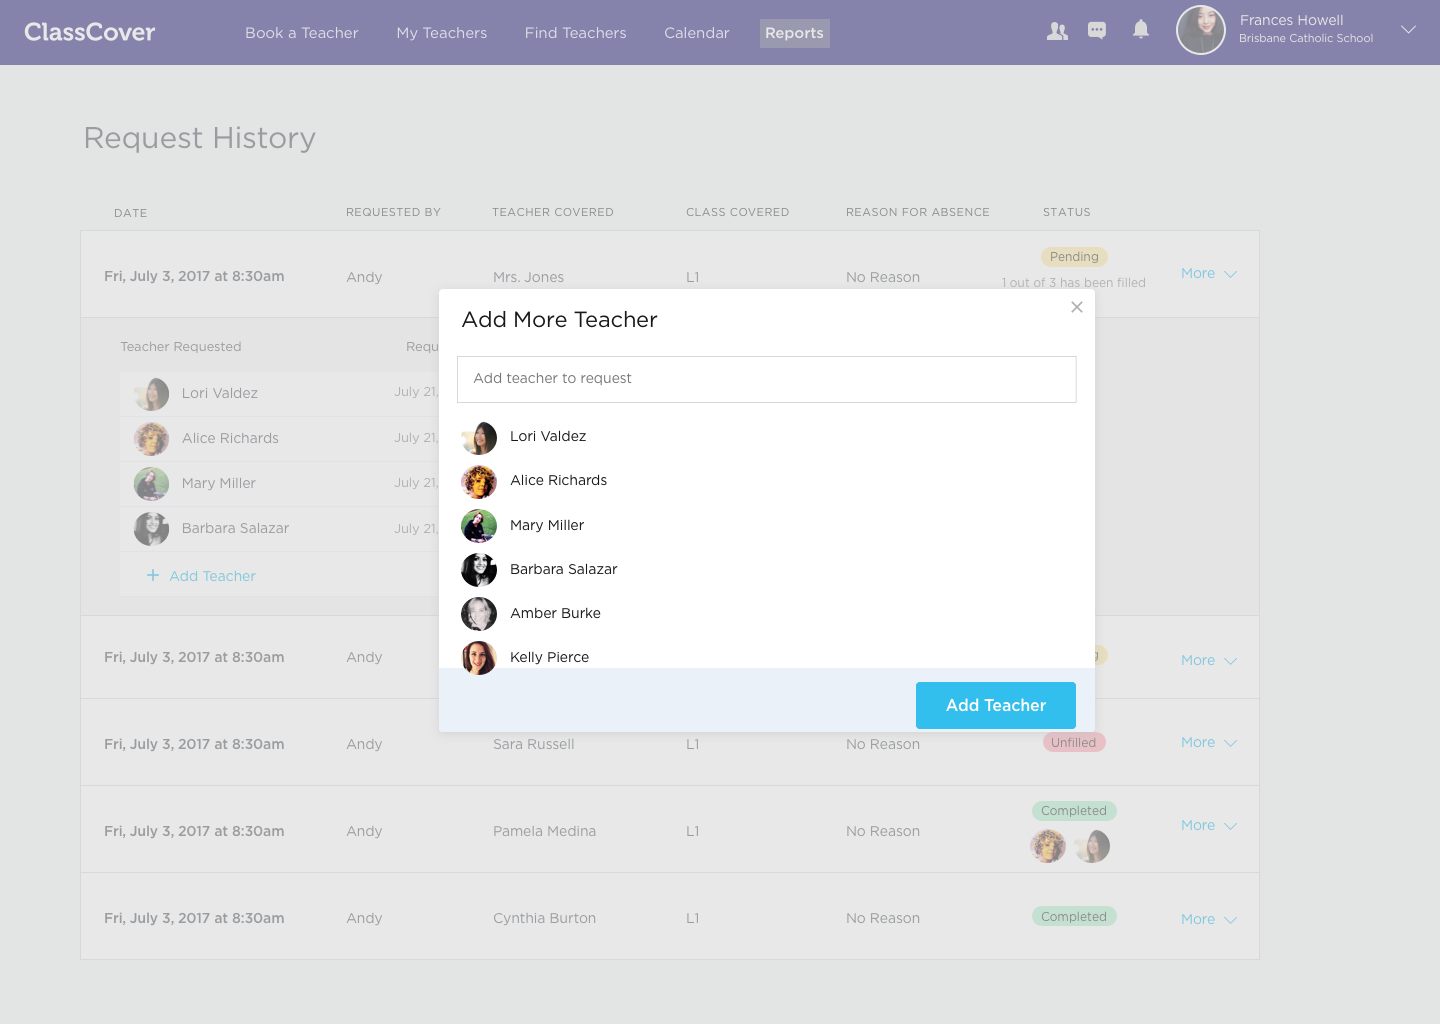 ClassCover
Book a Teacher My Teachers Find Teachers Calendar Reports
Frances Howell
Brisbane Catholic School
Request History
DATE REQUESTED BY TEACHER COVERED CLASS COVERED REASON FOR ABSENCE STATUS
Pending
Fri, July 3, 2017 at 8:30am Andy Mrs. Jones L1 No Reason More
1 out of 3 has been filled
Teacher Requested Requ
Lori Valdez July 21,
Alice Richards July 21,
Mary Miller July 21,
Barbara Salazar July 21,
+ Add Teacher
Add More Teacher
Add teacher to request
Lori Valdez
Alice Richards
Mary Miller
Barbara Salazar
Amber Burke
Kelly Pierce
Add Teacher
Fri, July 3, 2017 at 8:30am Andy g More
Fri, July 3, 2017 at 8:30am Andy Sara Russell L1 No Reason Unfilled More
Completed
Fri, July 3, 2017 at 8:30am Andy Pamela Medina L1 No Reason More
Fri, July 3, 2017 at 8:30am Andy Cynthia Burton L1 No Reason Completed More